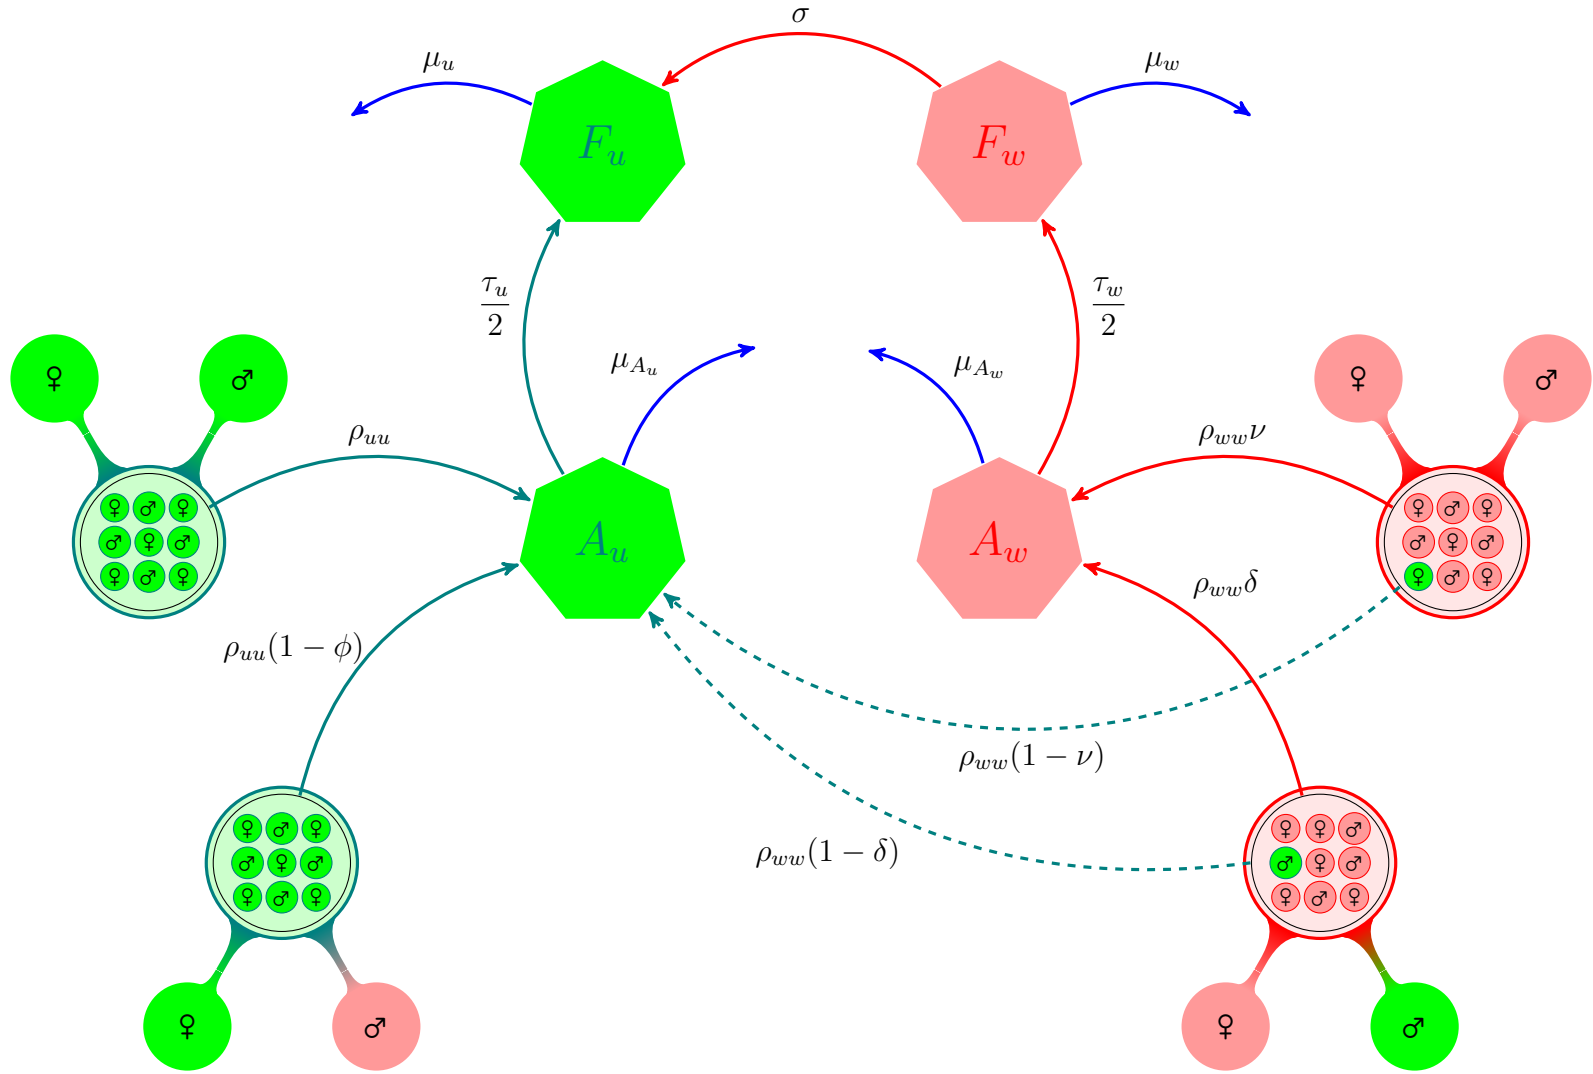 σ
μ_u
μ_w
F_u
F_w
τ_u/2
τ_w/2
μ_{A_u}
μ_{A_w}
♀ ♂
♀ ♂
ρ_{uu}
ρ_{ww}ν
♀ ♂ ♀
♂ ♀ ♂
♀ ♂ ♀
A_u
A_w
♀ ♂ ♀
♂ ♀ ♂
♀ ♂ ♀
ρ_{ww}δ
ρ_{uu}(1 − φ)
ρ_{ww}(1 − ν)
ρ_{ww}(1 − δ)
♀ ♂ ♀
♂ ♀ ♂
♀ ♂ ♀
♀ ♀ ♂
♂ ♀ ♂
♀ ♂ ♀
♀ ♂
♀ ♂